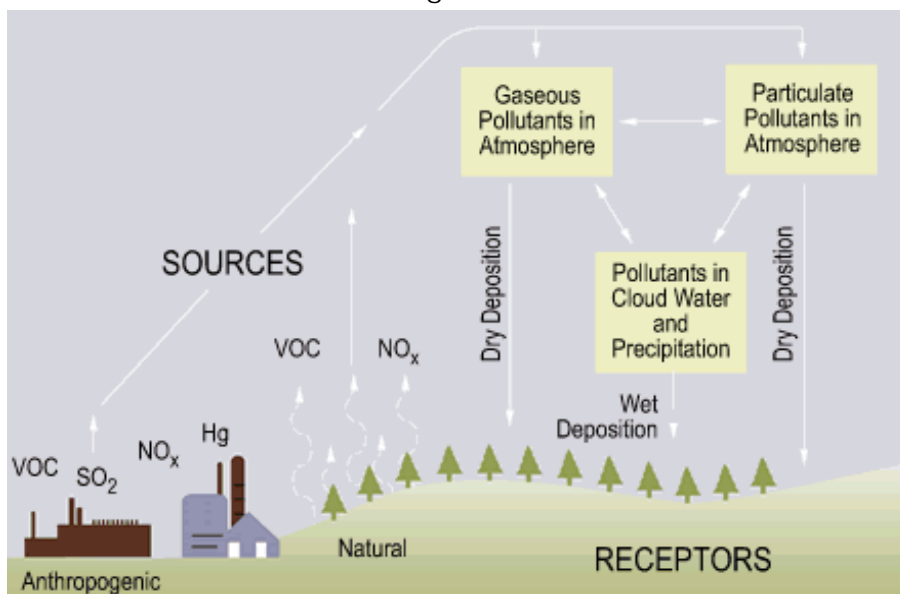 Gaseous
Pollutants in
Atmosphere
Particulate
Pollutants in
Atmosphere
SOURCES
Dry Deposition
Pollutants in
Cloud Water
and
Precipitation
Dry Deposition
VOC
NOx
Wet
Deposition
VOC
SO2
NOx
Hg
Natural
RECEPTORS
Anthropogenic